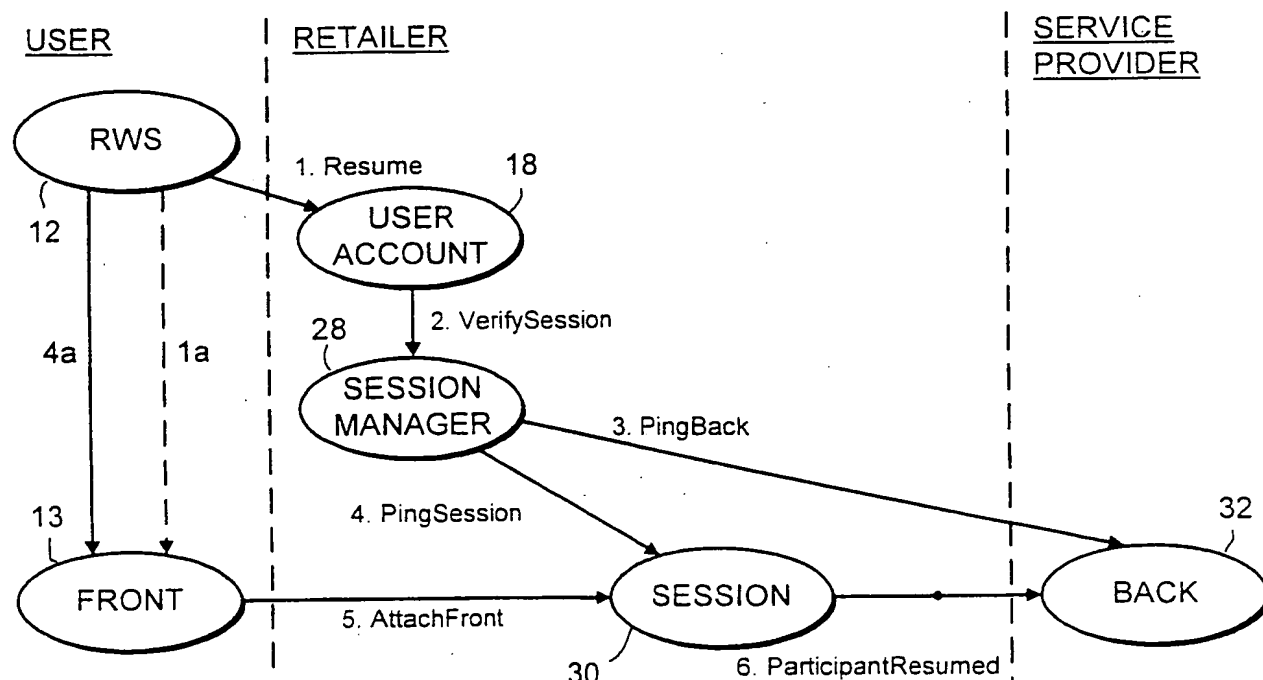 USER
RETAILER
SERVICE
PROVIDER
RWS
12
1. Resume
18
USER
ACCOUNT
2. VerifySession
28
SESSION
MANAGER
4a
1a
3. PingBack
4. PingSession
13
FRONT
5. AttachFront
SESSION
30
32
BACK
6. ParticipantResumed